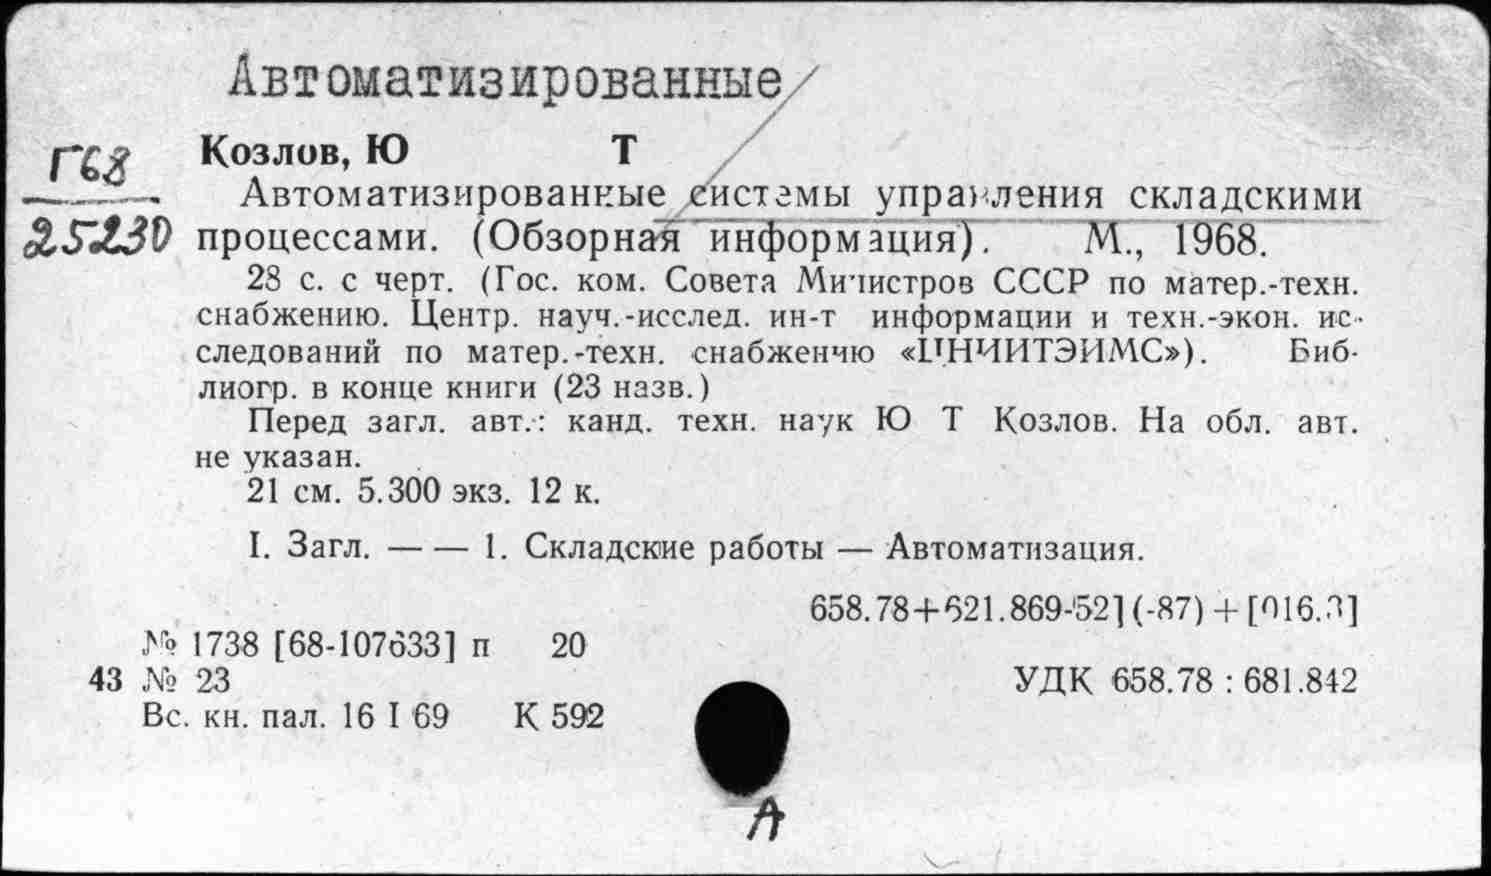 Автоматизированные/
Г68
25230
Козлов, Ю Т
Автоматизированные системы управления складскими
процессами. (Обзорная информация). М., 1968.
28 с. с черт. (Гос. ком. Совета Министров СССР по матер.-техн.
снабжению. Центр. науч.-исслед. ин-т информации и техн.-экон. ис-
следований по матер.-техн. снабжению «ЦНИИТЭИМС»). Биб-
лиогр. в конце книги (23 назв.)
Перед загл. авт.: канд. техн. наук Ю Т Козлов. На обл. авт.
не указан.
21 см. 5.300 экз. 12 к.
I. Загл. — — 1. Складские работы — Автоматизация.
658.78+621.869-52](-87) + [016.3]
№ 1738 [68-107633] п 20
43 № 23
УДК 658.78 : 681.842
Вс. кн. пал. 16 I 69 К 592
А